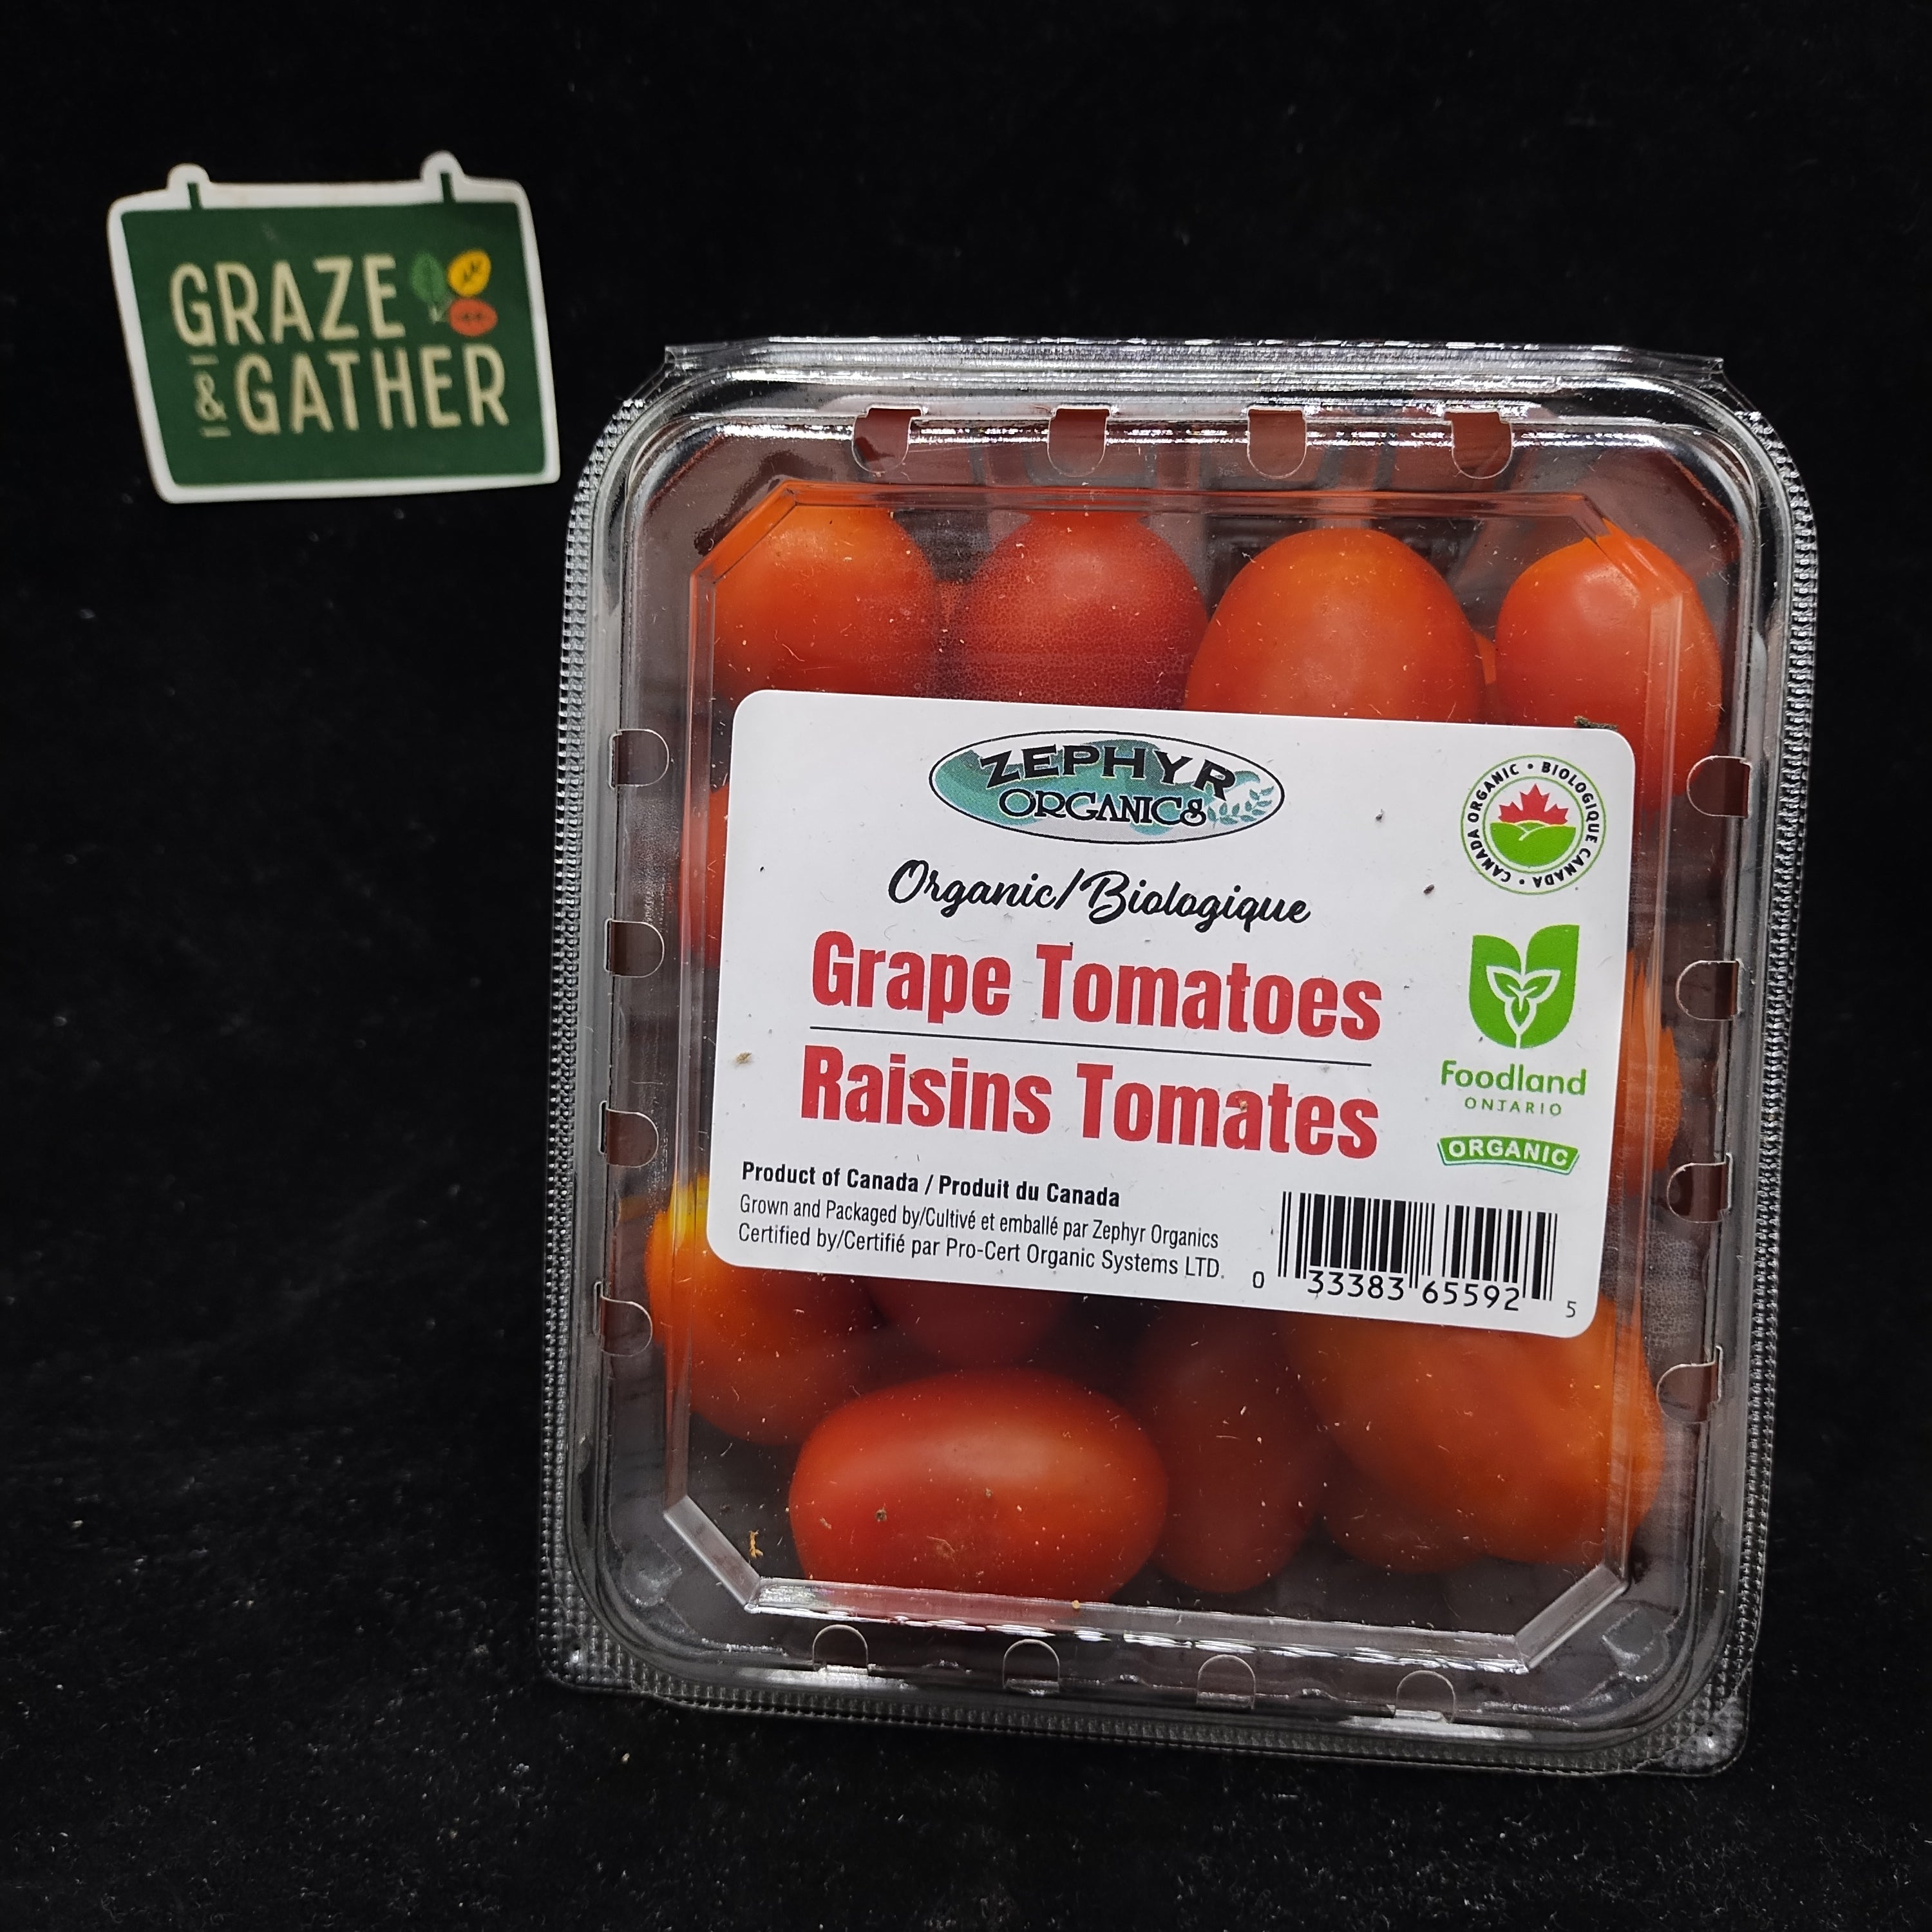 GRAZE
& GATHER
ZEPHYR
ORGANICS
Organic/Biologique
Grape Tomatoes
Raisins Tomates
CANADA ORGANIC • BIOLOGIQUE CANADA •
Foodland
ONTARIO
ORGANIC
Product of Canada / Produit du Canada
Grown and Packaged by/Cultivé et emballé par Zephyr Organics
Certified by/Certifié par Pro-Cert Organic Systems LTD.
0 33383 65592 5